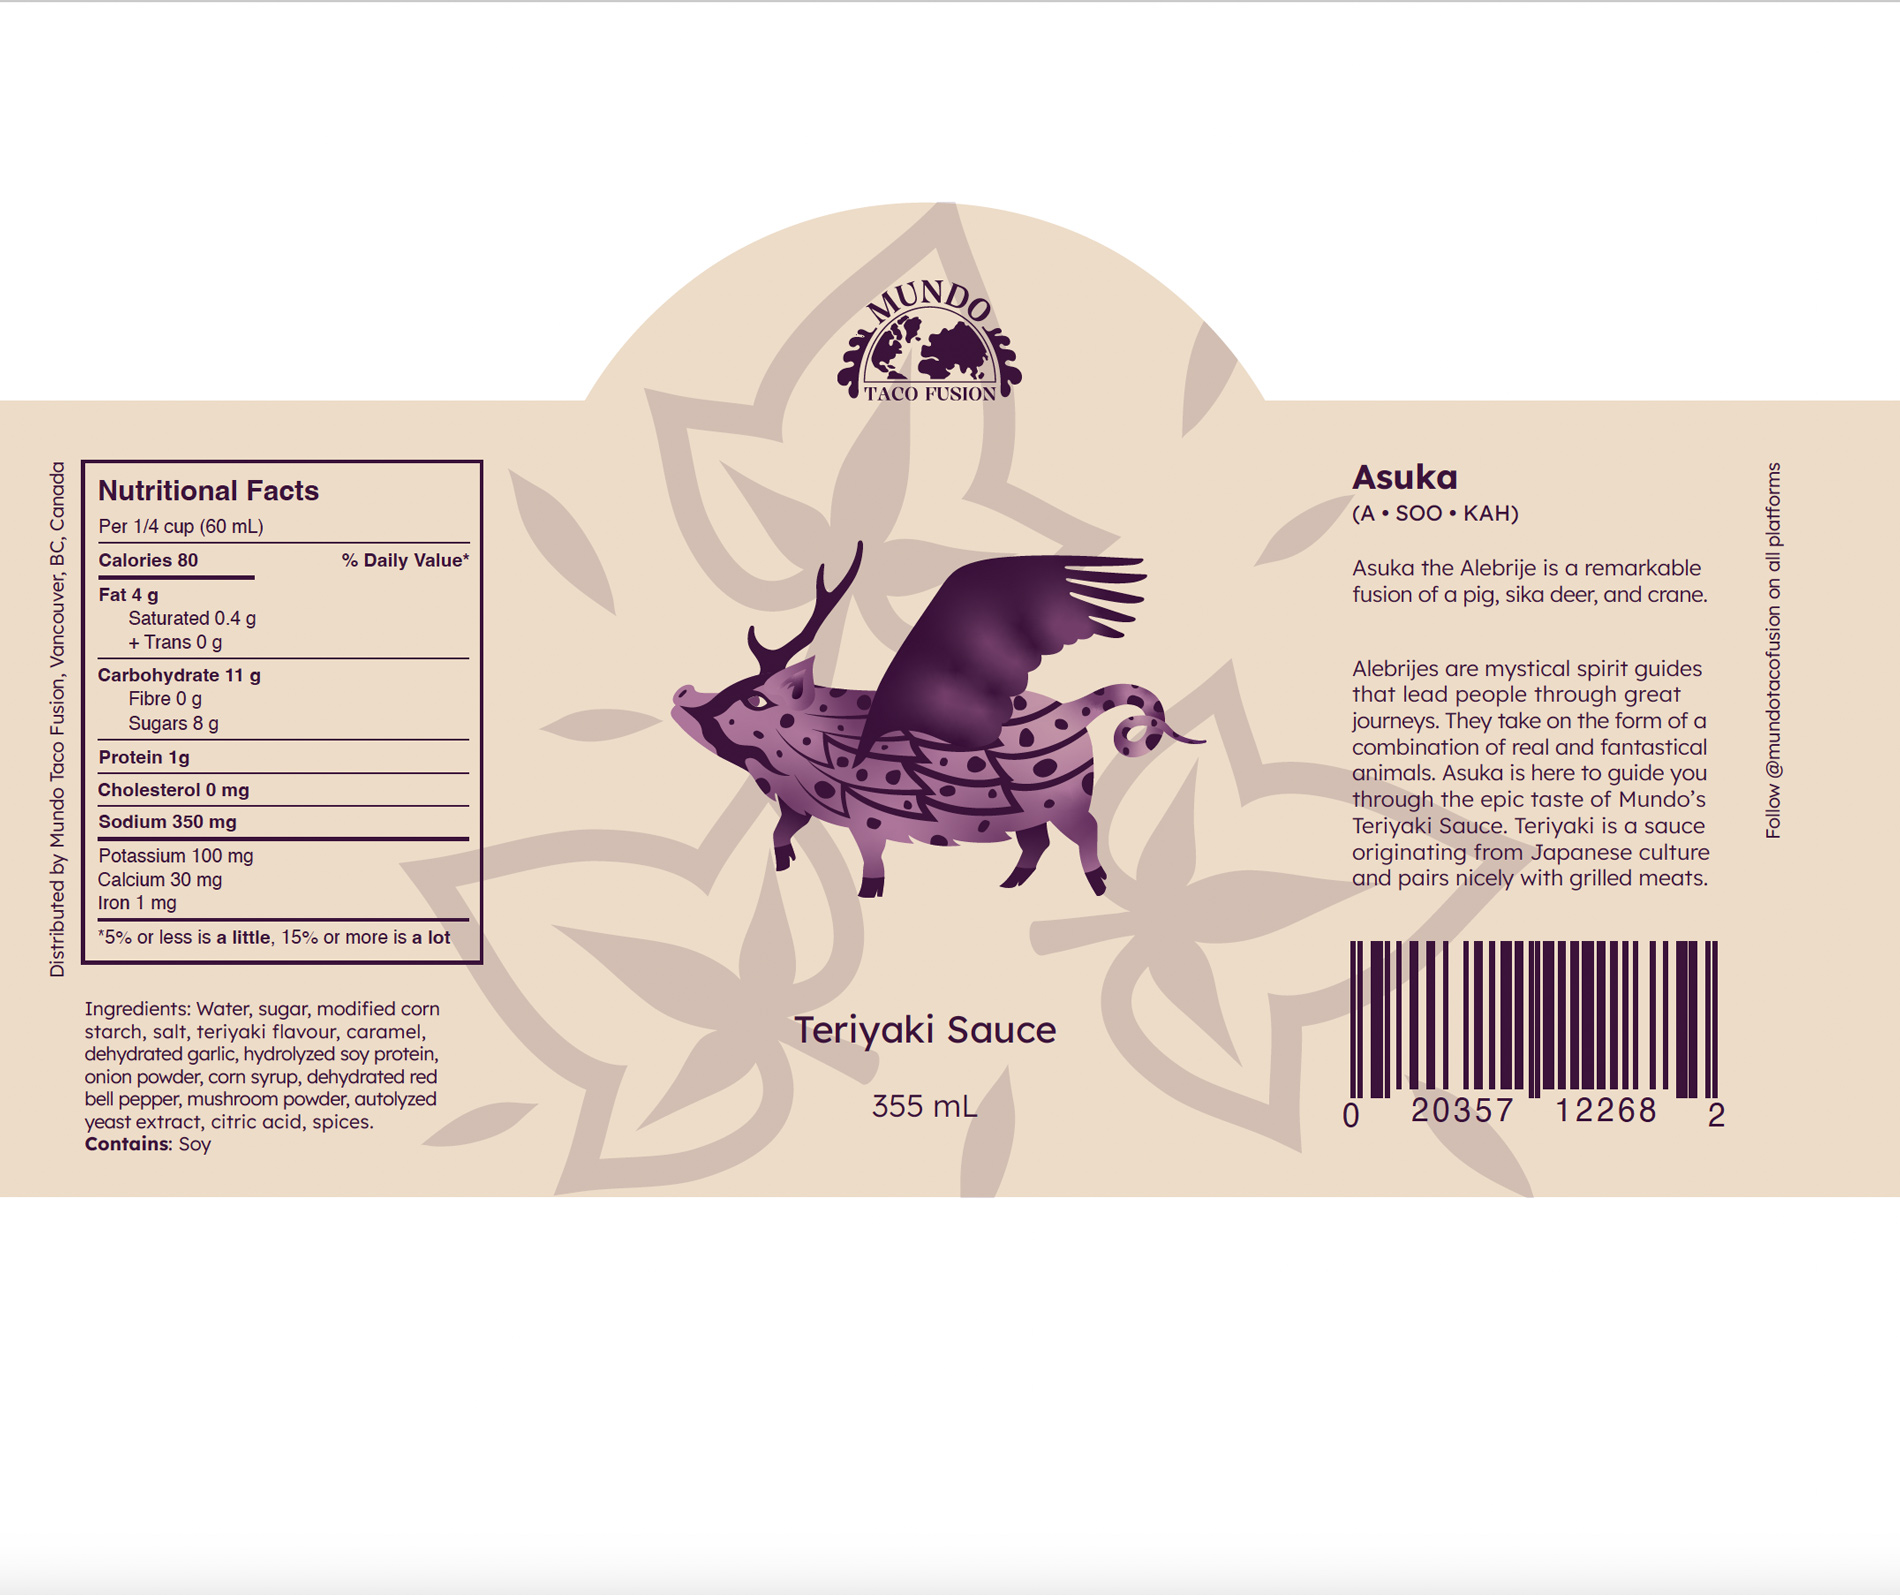 MUNDO
TACO FUSION
Distributed by Mundo Taco Fusion, Vancouver, BC, Canada
Nutritional Facts
Per 1/4 cup (60 mL)
Calories 80 % Daily Value*
Fat 4 g
Saturated 0.4 g
+ Trans 0 g
Carbohydrate 11 g
Fibre 0 g
Sugars 8 g
Protein 1g
Cholesterol 0 mg
Sodium 350 mg
Potassium 100 mg
Calcium 30 mg
Iron 1 mg
*5% or less is a little, 15% or more is a lot
Ingredients: Water, sugar, modified corn
starch, salt, teriyaki flavour, caramel,
dehydrated garlic, hydrolyzed soy protein,
onion powder, corn syrup, dehydrated red
bell pepper, mushroom powder, autolyzed
yeast extract, citric acid, spices.
Contains: Soy
Teriyaki Sauce
355 mL
Asuka
(A • SOO • KAH)
Asuka the Alebrije is a remarkable
fusion of a pig, sika deer, and crane.
Alebrijes are mystical spirit guides
that lead people through great
journeys. They take on the form of a
combination of real and fantastical
animals. Asuka is here to guide you
through the epic taste of Mundo’s
Teriyaki Sauce. Teriyaki is a sauce
originating from Japanese culture
and pairs nicely with grilled meats.
0 20357 12268 2
Follow @mundotacofusion on all platforms